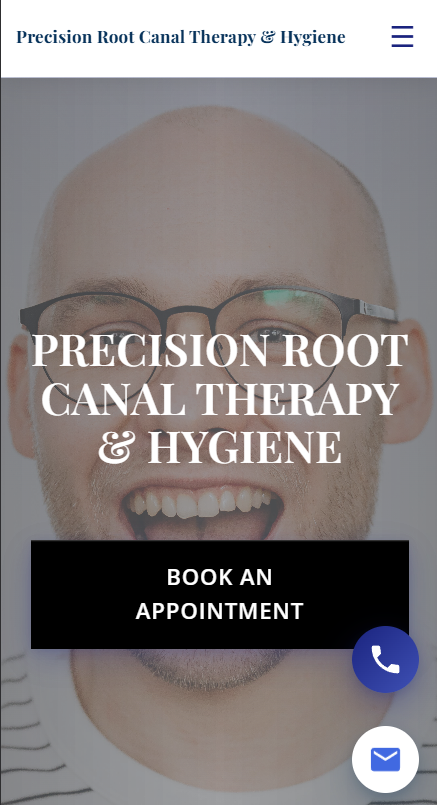 Precision Root Canal Therapy & Hygiene
PRECISION ROOT
CANAL THERAPY
& HYGIENE
BOOK AN
APPOINTMENT